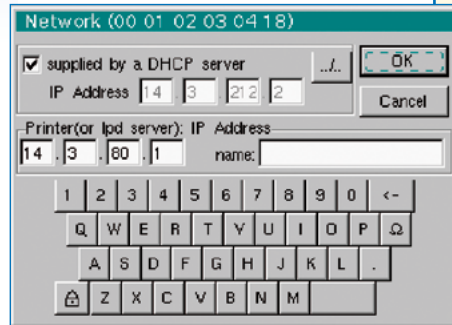 Network (00 01 02 03 04 18)
supplied by a DHCP server
../..
OK
IP Address 14 . 3 . 212 . 2
Cancel
Printer(or lpd server): IP Address
14 . 3 . 80 . 1 name:
1 2 3 4 5 6 7 8 9 0 <-
Q W E R T Y U I O P Ω
A S D F G H J K L .
Z X C V B N M